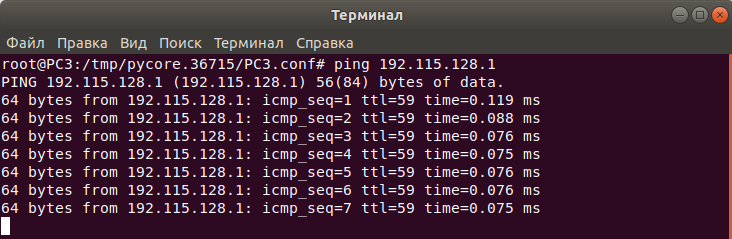 Терминал
Файл Правка Вид Поиск Терминал Справка
root@PC3:/tmp/pycore.36715/PC3.conf# ping 192.115.128.1
PING 192.115.128.1 (192.115.128.1) 56(84) bytes of data.
64 bytes from 192.115.128.1: icmp_seq=1 ttl=59 time=0.119 ms
64 bytes from 192.115.128.1: icmp_seq=2 ttl=59 time=0.088 ms
64 bytes from 192.115.128.1: icmp_seq=3 ttl=59 time=0.076 ms
64 bytes from 192.115.128.1: icmp_seq=4 ttl=59 time=0.075 ms
64 bytes from 192.115.128.1: icmp_seq=5 ttl=59 time=0.076 ms
64 bytes from 192.115.128.1: icmp_seq=6 ttl=59 time=0.076 ms
64 bytes from 192.115.128.1: icmp_seq=7 ttl=59 time=0.075 ms